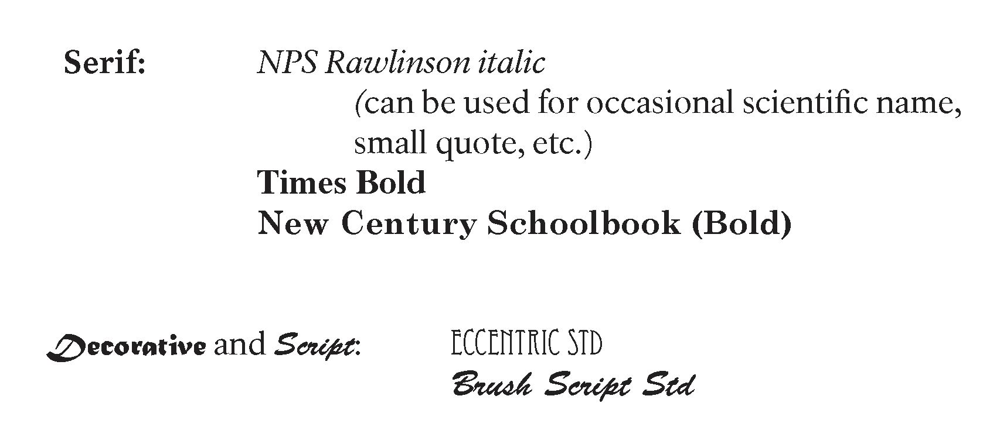 Serif: NPS Rawlinson italic
(can be used for occasional scientific name,
small quote, etc.)
Times Bold
New Century Schoolbook (Bold)
Decorative and Script: ECCENTRIC STD
Brush Script Std